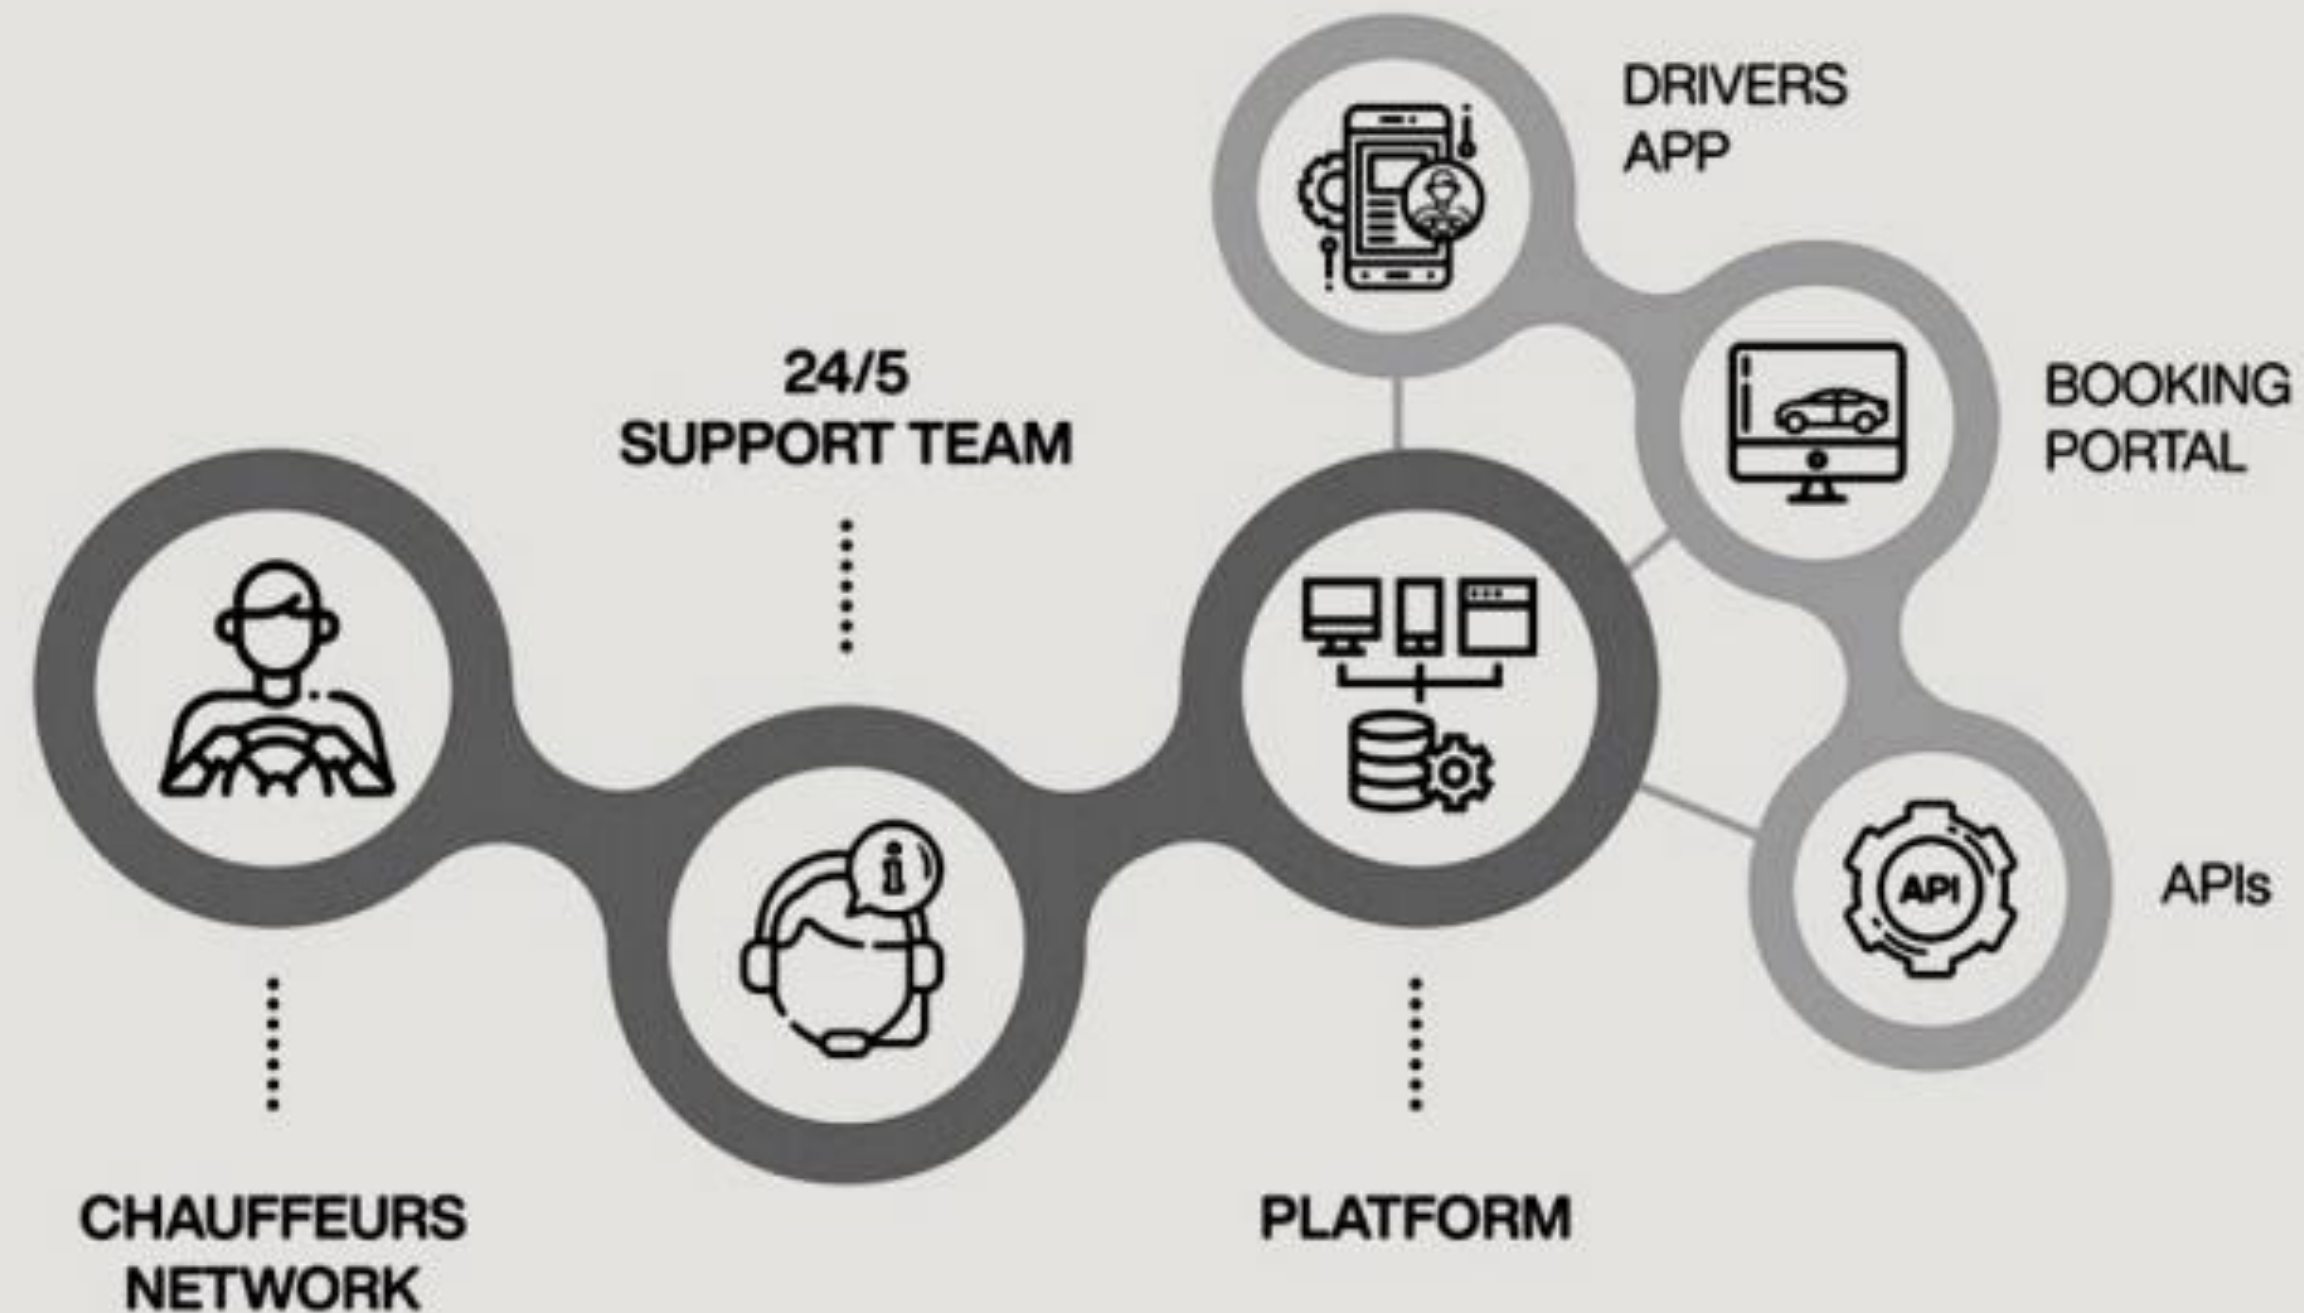 DRIVERS
APP
24/5
SUPPORT TEAM
BOOKING
PORTAL
i
API
APIs
CHAUFFEURS
NETWORK
PLATFORM